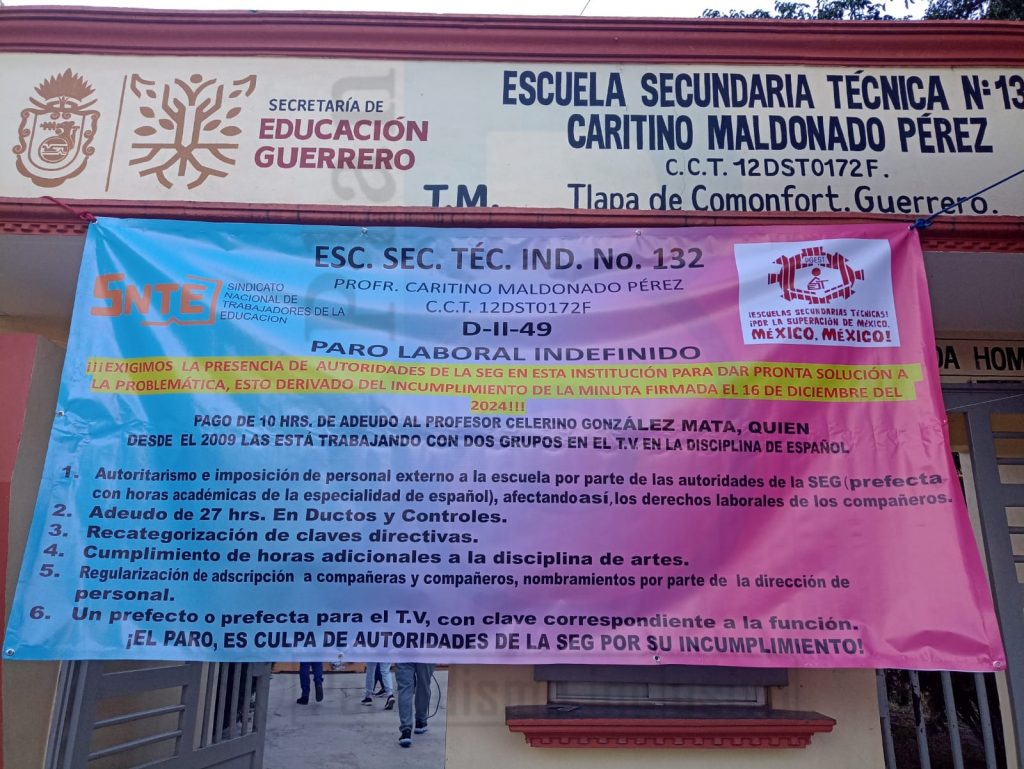 SECRETARÍA DE
EDUCACIÓN
GUERRERO
ESCUELA SECUNDARIA TÉCNICA Nº: 13
CARITINO MALDONADO PÉREZ
C.C.T. 12DST0172F.
T.M. Tlapa de Comonfort. Guerrero.
ESC. SEC. TÉC. IND. No. 132
PROFR. CARITINO MALDONADO PÉREZ
C.C.T. 12DST0172F
D-II-49
PARO LABORAL INDEFINIDO
SNTE
SINDICATO
NACIONAL DE
TRABAJADORES DE LA
EDUCACION
DGEST
¡ESCUELAS SECUNDARIAS TÉCNICAS!
¡POR LA SUPERACIÓN DE MÉXICO,
MÉXICO, MÉXICO!
¡¡¡EXIGIMOS LA PRESENCIA DE AUTORIDADES DE LA SEG EN ESTA INSTITUCIÓN PARA DAR PRONTA SOLUCIÓN A
LA PROBLEMÁTICA, ESTO DERIVADO DEL INCUMPLIMIENTO DE LA MINUTA FIRMADA EL 16 DE DICIEMBRE DEL
2024!!!
PAGO DE 10 HRS. DE ADEUDO AL PROFESOR CELERINO GONZÁLEZ MATA, QUIEN
DESDE EL 2009 LAS ESTÁ TRABAJANDO CON DOS GRUPOS EN EL T.V. EN LA DISCIPLINA DE ESPAÑOL
1. Autoritarismo e imposición de personal externo a la escuela por parte de las autoridades de la SEG (prefecta
con horas académicas de la especialidad de español), afectando así, los derechos laborales de los compañeros.
2. Adeudo de 27 hrs. En Ductos y Controles.
3. Recategorización de claves directivas.
4. Cumplimiento de horas adicionales a la disciplina de artes.
5. Regularización de adscripción a compañeras y compañeros, nombramientos por parte de la dirección de
personal.
6. Un prefecto o prefecta para el T.V, con clave correspondiente a la función.
¡EL PARO, ES CULPA DE AUTORIDADES DE LA SEG POR SU INCUMPLIMIENTO!
DA HOM